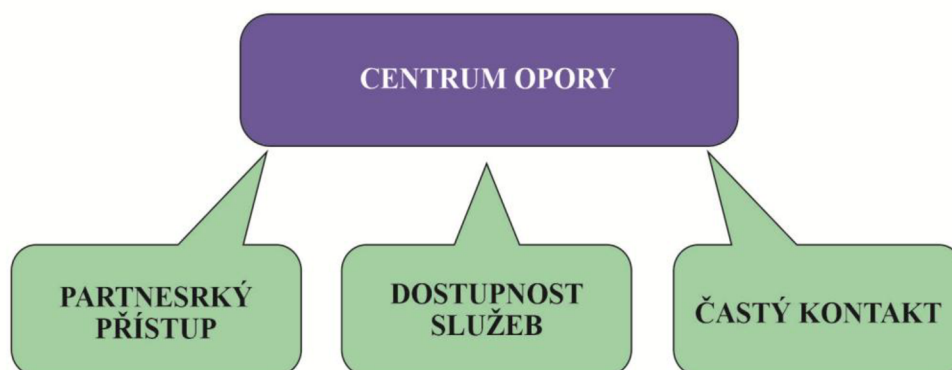 CENTRUM OPORY
PARTNESRKÝ
PŘÍSTUP
DOSTUPNOST
SLUŽEB
ČASTÝ KONTAKT